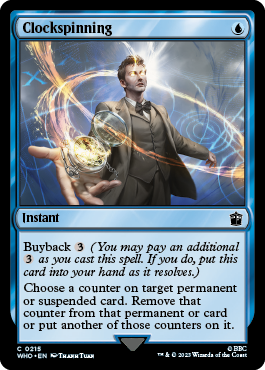 Clockspinning
Instant
Buyback 3 (You may pay an additional
3 as you cast this spell. If you do, put this
card into your hand as it resolves.)
Choose a counter on target permanent
or suspended card. Remove that
counter from that permanent or card
or put another of those counters on it.
C 0215 © BBC
WHO • EN Thanh Tuan ™ & © 2023 Wizards of the Coast